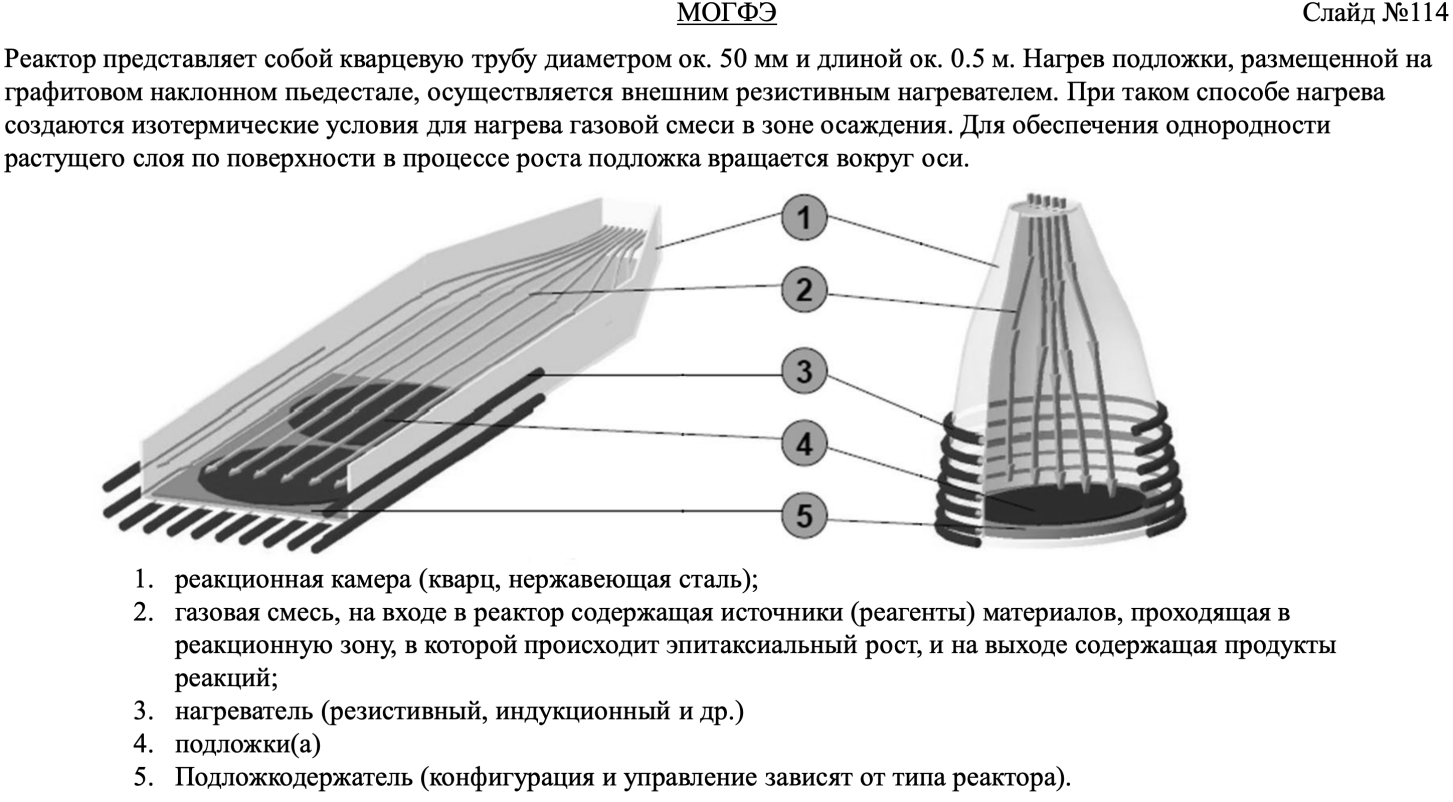 МОГФЭ
Слайд №114
Реактор представляет собой кварцевую трубу диаметром ок. 50 мм и длиной ок. 0.5 м. Нагрев подложки, размещенной на
графитовом наклонном пьедестале, осуществляется внешним резистивным нагревателем. При таком способе нагрева
создаются изотермические условия для нагрева газовой смеси в зоне осаждения. Для обеспечения однородности
растущего слоя по поверхности в процессе роста подложка вращается вокруг оси.
1
2
3
4
5
1. реакционная камера (кварц, нержавеющая сталь);
2. газовая смесь, на входе в реактор содержащая источники (реагенты) материалов, проходящая в
реакционную зону, в которой происходит эпитаксиальный рост, и на выходе содержащая продукты
реакций;
3. нагреватель (резистивный, индукционный и др.)
4. подложки(а)
5. Подложкодержатель (конфигурация и управление зависят от типа реактора).